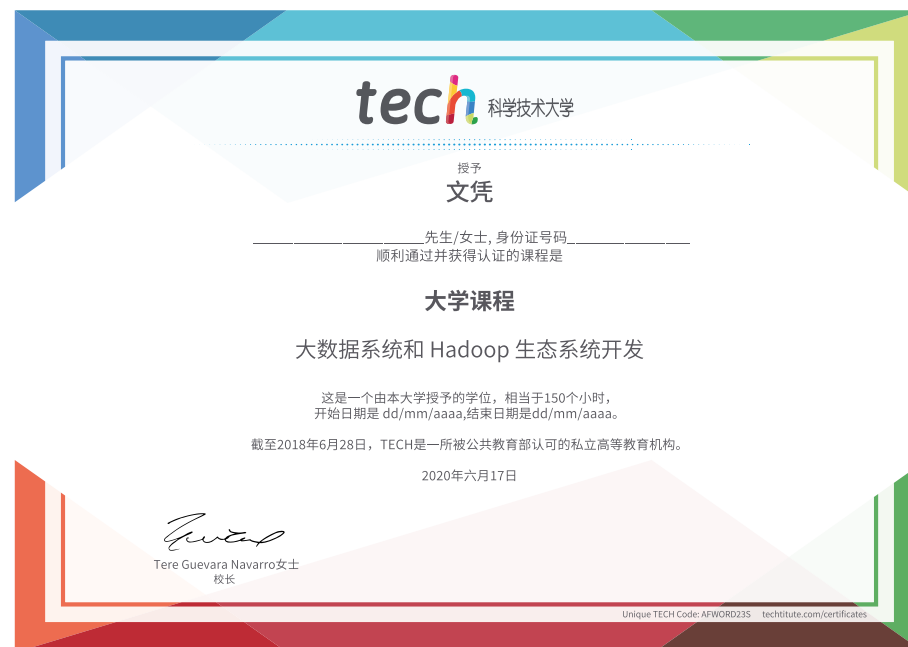 tech 科学技术大学
授予
文凭
______________________先生/女士, 身份证号码_________________
顺利通过并获得认证的课程是
大学课程
大数据系统和 Hadoop 生态系统开发
这是一个由本大学授予的学位，相当于150个小时，
开始日期是 dd/mm/aaaa,结束日期是dd/mm/aaaa。
截至2018年6月28日，TECH是一所被公共教育部认可的私立高等教育机构。
2020年六月17日
Tere Guevara Navarro女士
校长
Unique TECH Code: AFWORD23S techtitute.com/certificates